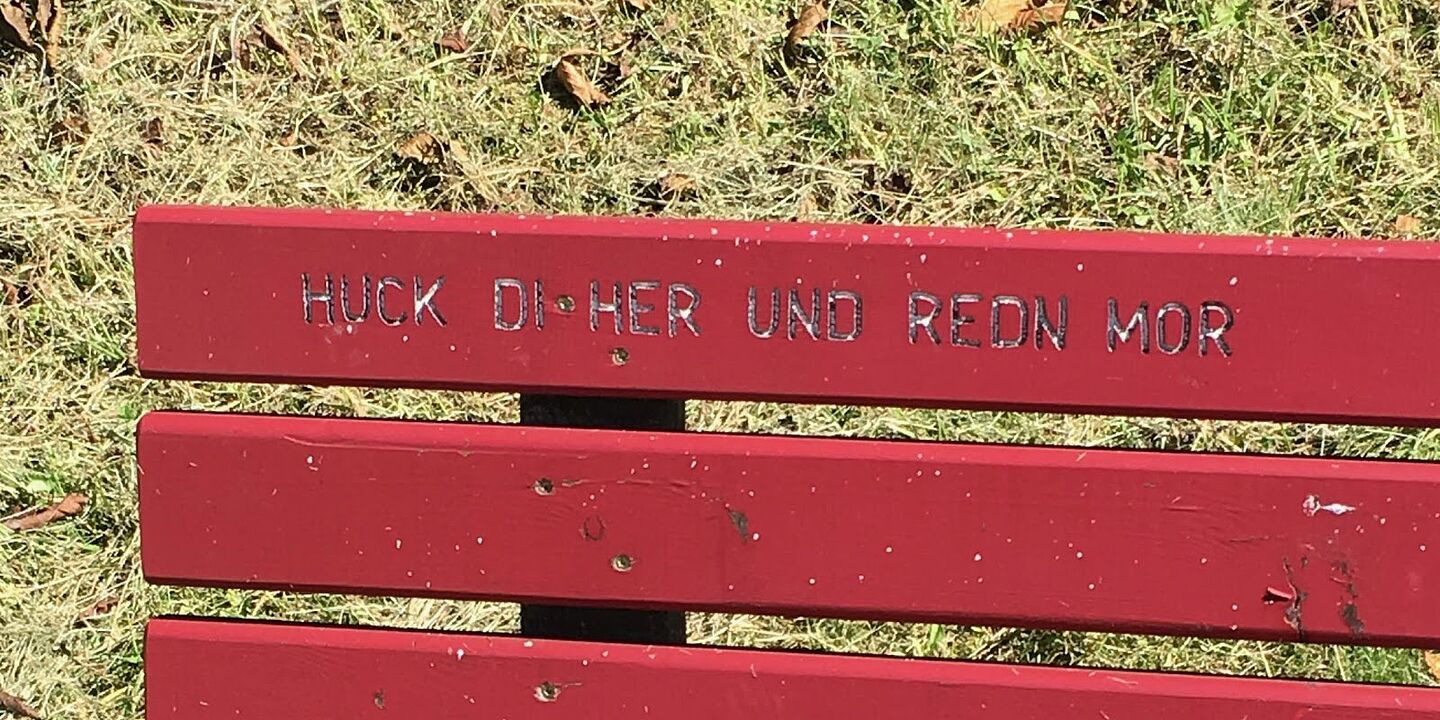 HUCK DI HER UND REDN MOR